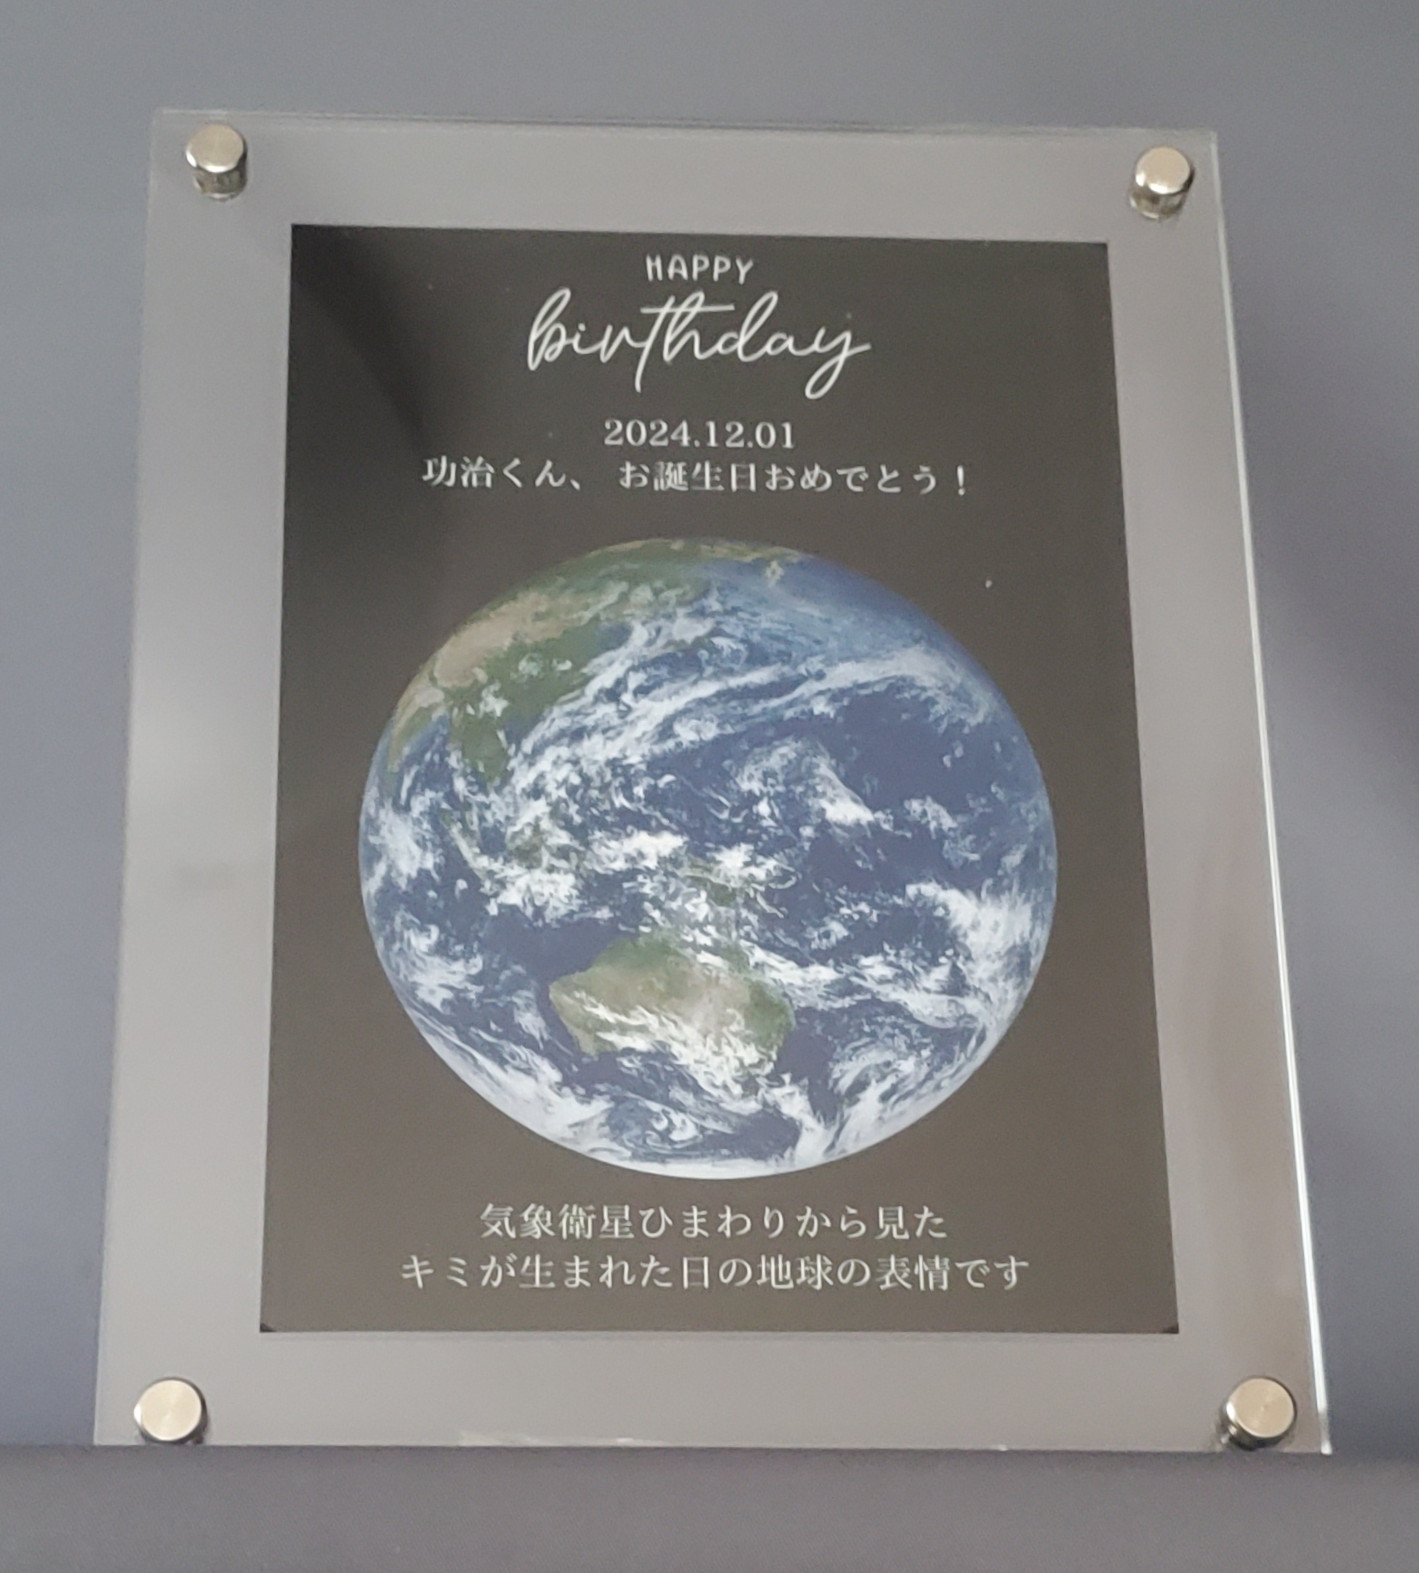 HAPPY
birthday
2024.12.01
功治くん、 お誕生日おめでとう！
気象衛星ひまわりから見た
キミが生まれた日の地球の表情です